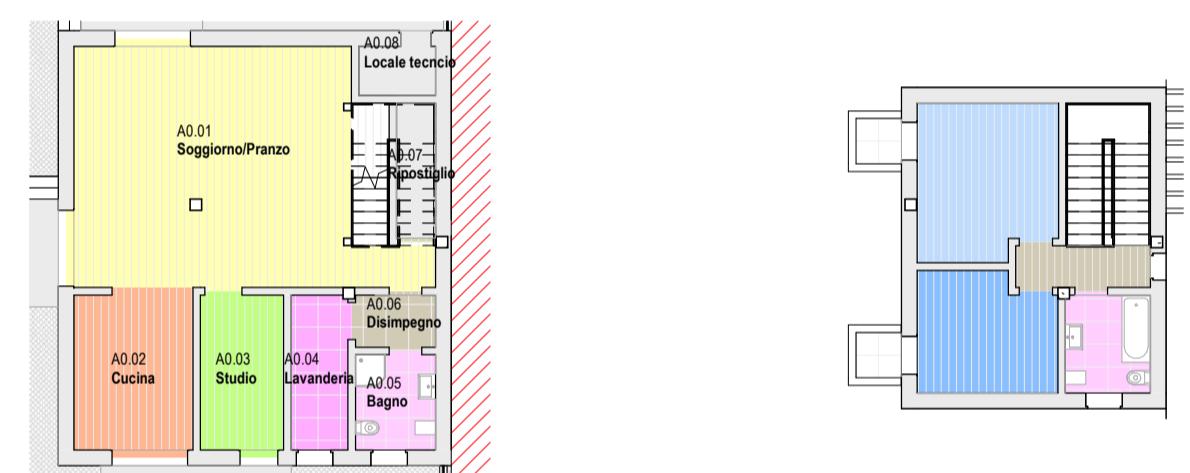 A0.08
Locale tecncio
A0.01
Soggiorno/Pranzo
A0.07
Ripostiglio
A0.06
Disimpegno
A0.02
Cucina
A0.03
Studio
A0.04
Lavanderia
A0.05
Bagno